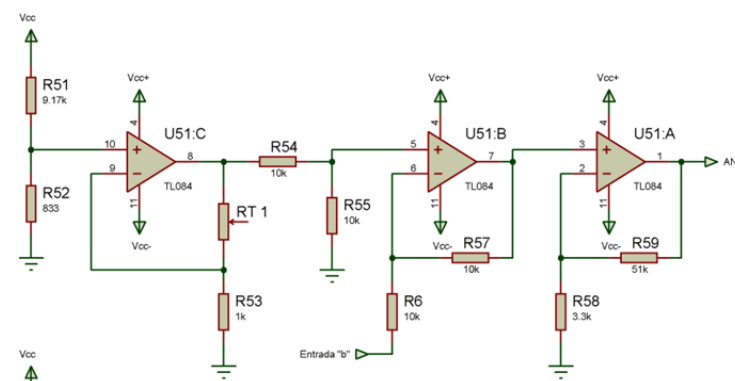 Vcc
R51
9.17k
R52
833
Vcc+
4
U51:C
10
9
8
TL084
11
Vcc-
R54
10k
RT 1
R53
1k
R55
10k
Vcc+
4
U51:B
5
6
7
TL084
11
Vcc-
R57
10k
R6
10k
Entrada "b"
Vcc+
4
U51:A
3
2
1
TL084
11
Vcc-
R59
51k
R58
3.3k
AN
Vcc